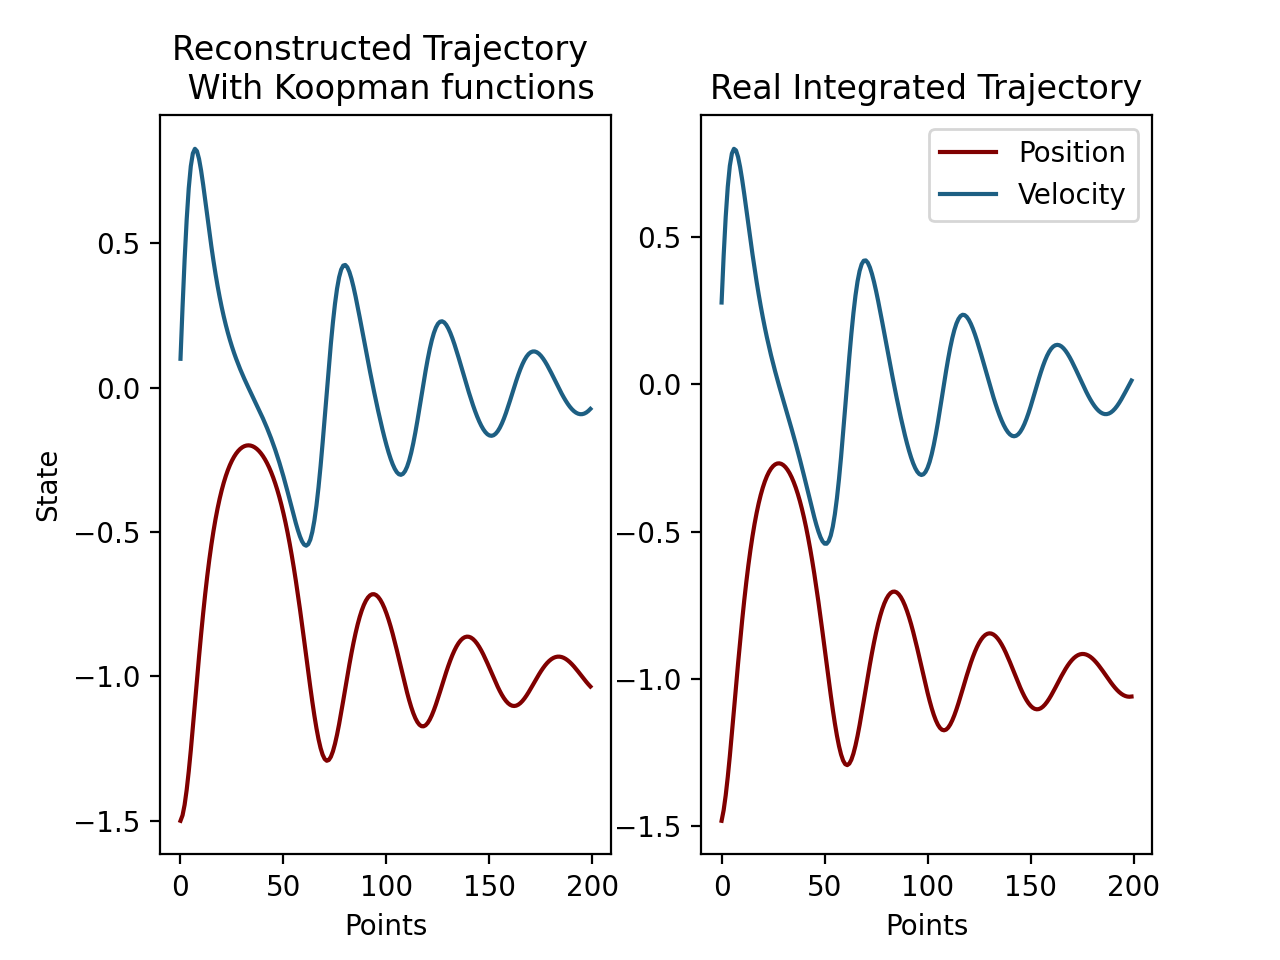 Reconstructed Trajectory
With Koopman functions
State
0.5
0.0
−0.5
−1.0
−1.5
0 50 100 150 200
Points
Real Integrated Trajectory
Position
Velocity
0.5
0.0
−0.5
−1.0
−1.5
0 50 100 150 200
Points